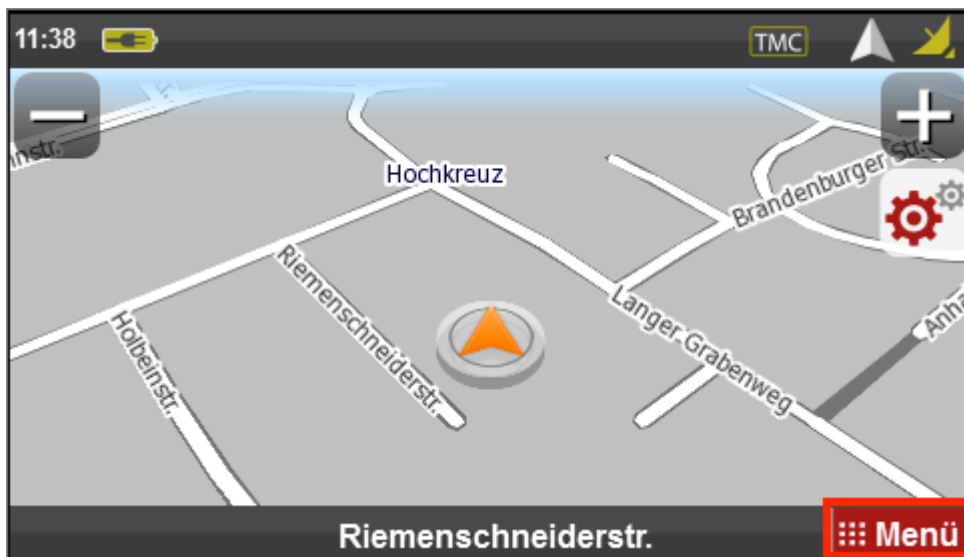 11:38
TMC
Hochkreuz
Brandenburger Str.
Riemenschneiderstr.
Langer-Grabenweg
Holbeinstr.
Riemenschneiderstr.
Menü